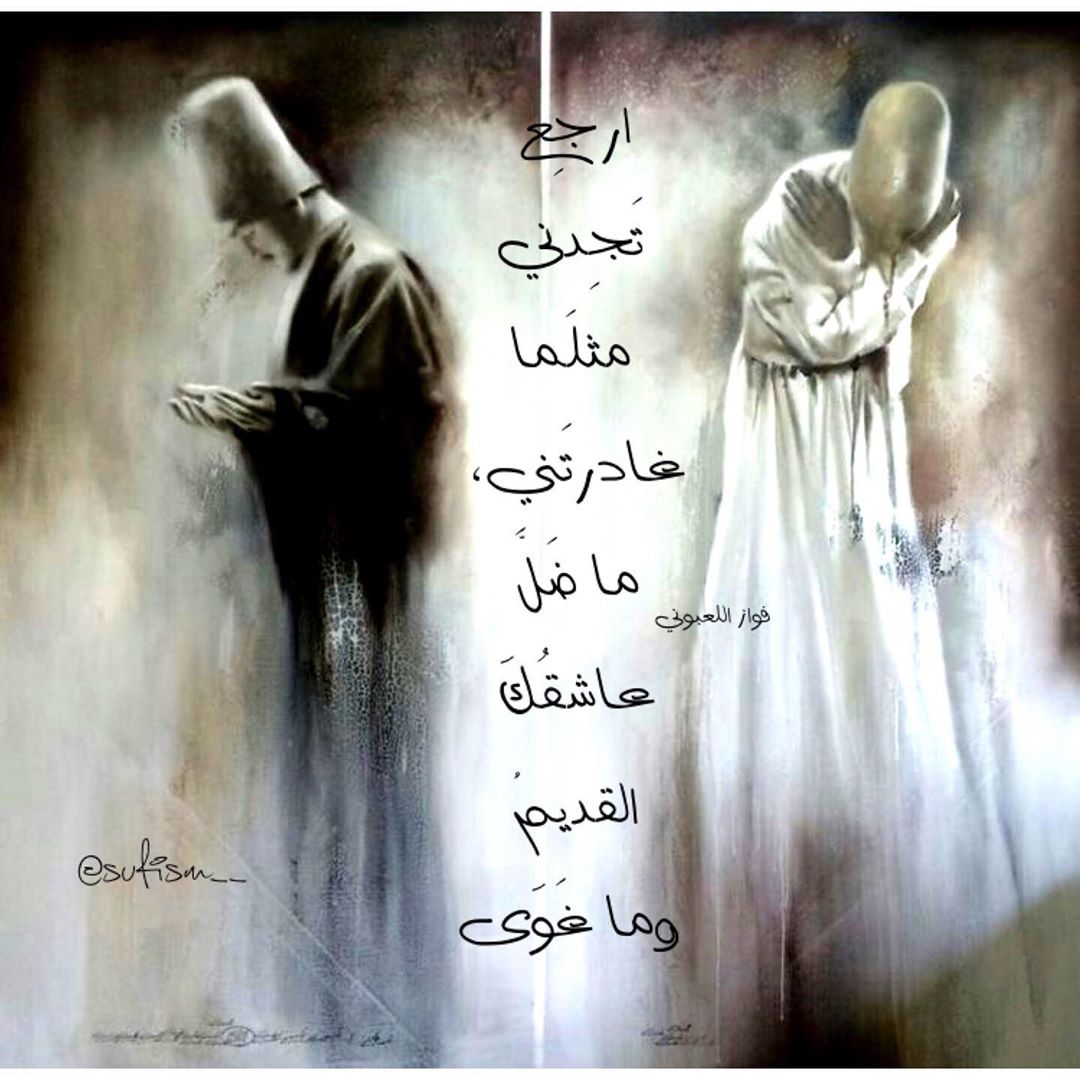 ارجِع
تَجِدني
مثلَما
غادرتَني،
ما ضَلَّ
فواز اللعبوني
عاشقُكَ
القديمُ
وما غَوَى
@sufism__